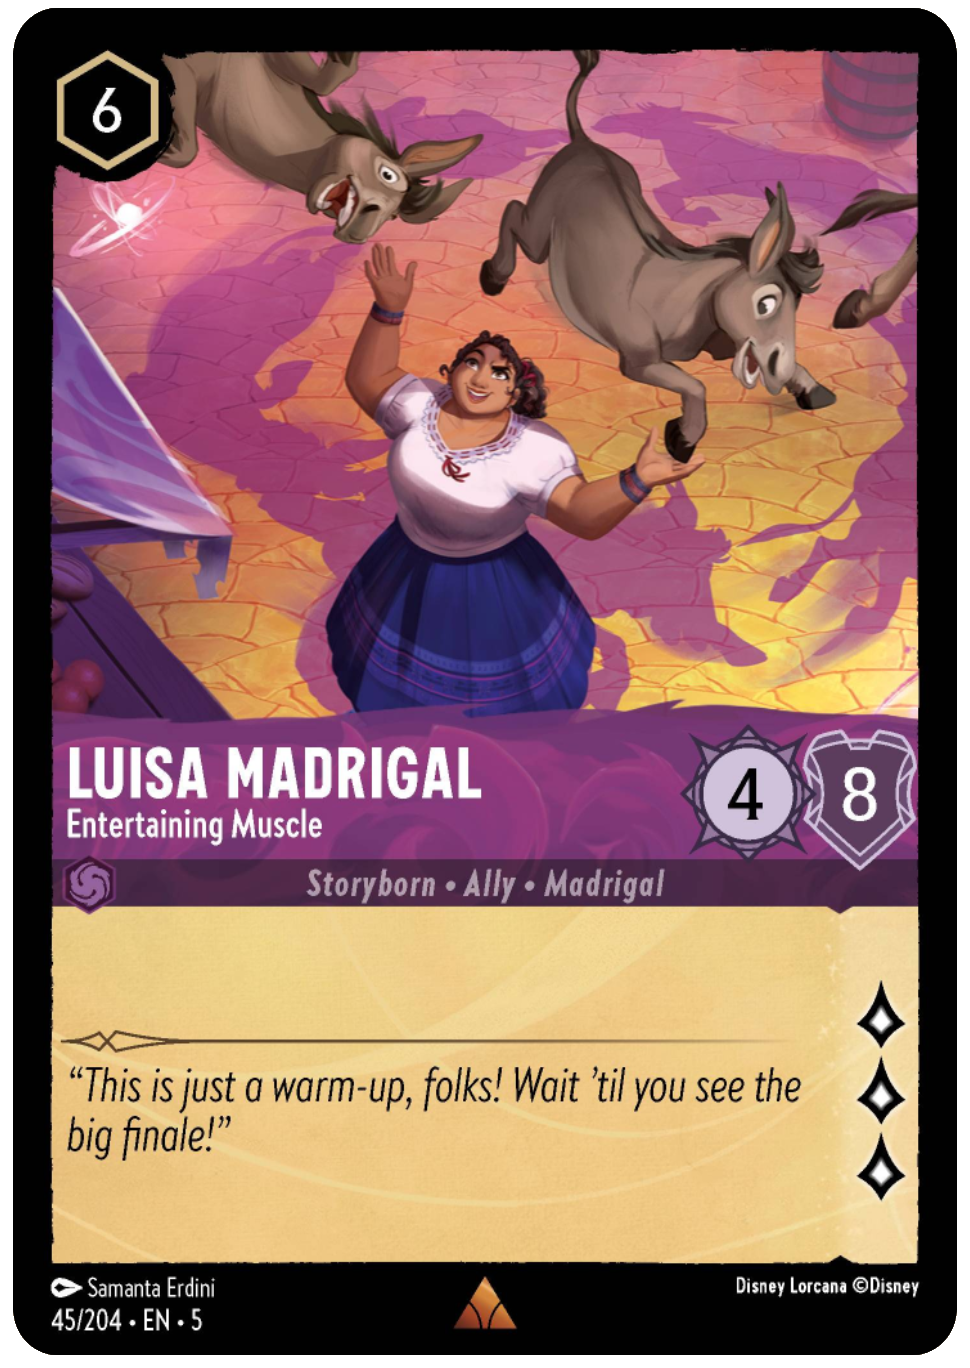 6
LUISA MADRIGAL
Entertaining Muscle
4
8
Storyborn • Ally • Madrigal
“This is just a warm-up, folks! Wait ’til you see the
big finale!”
Samanta Erdini
45/204 • EN • 5
Disney Lorcana ©Disney